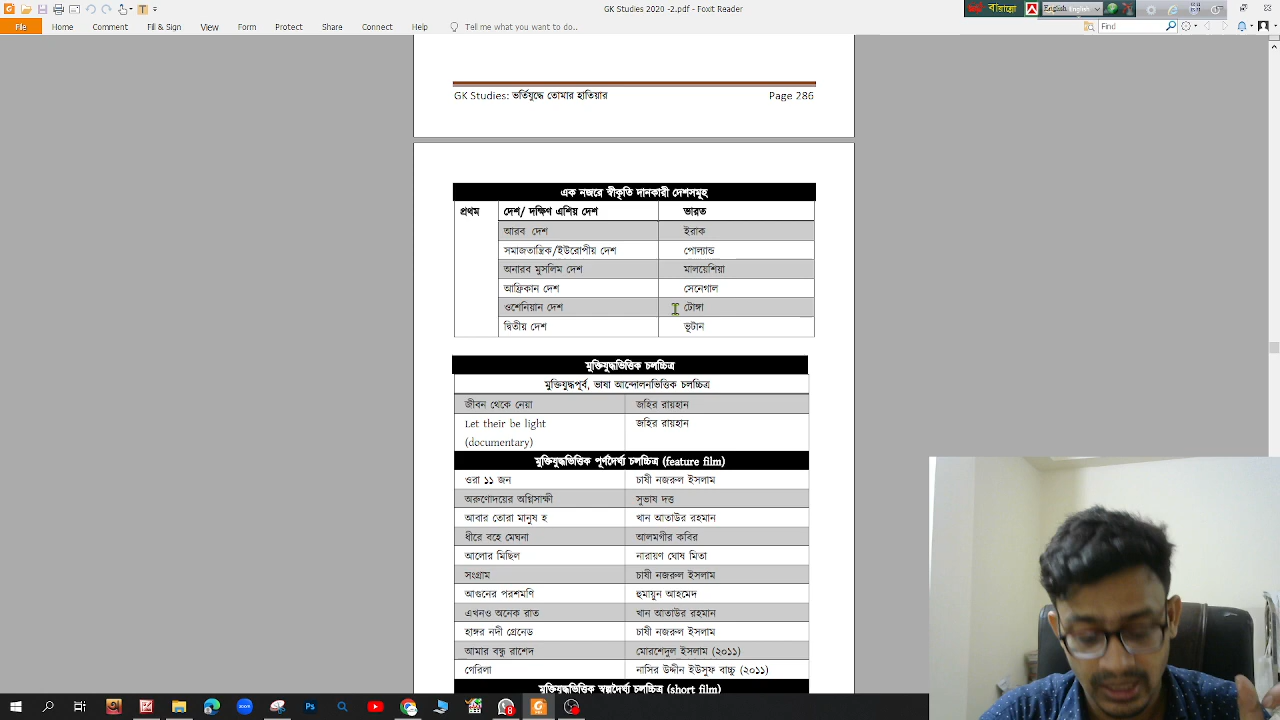 GK Studies 2020 -2.pdf - Foxit Reader
বায়ান্নো English English
File Home Comment Fill & Sign View Form Protect Share Connect Help Tell me what you want to do.. Find
GK Studies: ভর্তিযুদ্ধে তোমার হাতিয়ার Page 286
এক নজরে স্বীকৃতি দানকারী দেশসমূহ
প্রথম দেশ/ দক্ষিণ এশিয় দেশ ভারত
আরব দেশ ইরাক
সমাজতান্ত্রিক/ইউরোপীয় দেশ পোল্যান্ড
অনারব মুসলিম দেশ মালয়েশিয়া
আফ্রিকান দেশ সেনেগাল
ওশেনিয়ান দেশ টোঙ্গা
দ্বিতীয় দেশ ভূটান
মুক্তিযুদ্ধভিত্তিক চলচ্চিত্র
মুক্তিযুদ্ধপূর্ব, ভাষা আন্দোলনভিত্তিক চলচ্চিত্র
জীবন থেকে নেয়া জহির রায়হান
Let their be light জহির রায়হান
(documentary)
মুক্তিযুদ্ধভিত্তিক পূর্ণদৈর্ঘ্য চলচ্চিত্র (feature film)
ওরা ১১ জন চাষী নজরুল ইসলাম
অরুণোদয়ের অগ্নিসাক্ষী সুভাষ দত্ত
আবার তোরা মানুষ হ খান আতাউর রহমান
ধীরে বহে মেঘনা আলমগীর কবির
আলোর মিছিল নারায়ণ ঘোষ মিতা
সংগ্রাম চাষী নজরুল ইসলাম
আগুনের পরশমণি হুমায়ুন আহমেদ
এখনও অনেক রাত খান আতাউর রহমান
হাঙ্গর নদী গ্রেনেড চাষী নজরুল ইসলাম
আমার বন্ধু রাশেদ মোরশেদুল ইসলাম (২০১১)
গেরিলা নাসির উদ্দীন ইউসুফ বাচ্চু (২০১১)
মুক্তিযুদ্ধভিত্তিক স্বল্পদৈর্ঘ্য চলচ্চিত্র (short film)